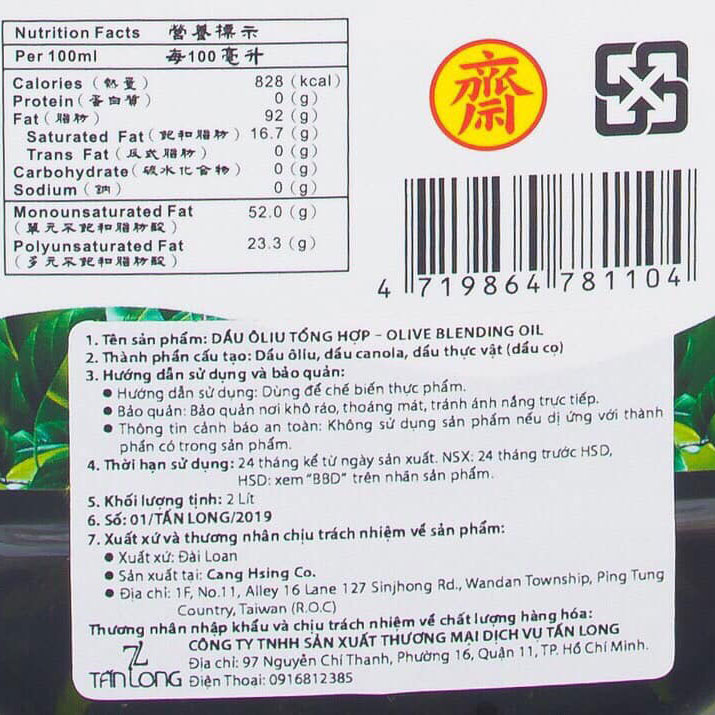 Nutrition Facts 營養標示
Per 100ml 每100毫升
Calories (熱量) 828 (kcal)
Protein (蛋白質) 0 (g)
Fat (脂肪) 92 (g)
Saturated Fat (飽和脂肪) 16.7 (g)
Trans Fat (反式脂肪) 0 (g)
Carbohydrate (碳水化合物) 0 (g)
Sodium (鈉) 0 (g)
Monounsaturated Fat 52.0 (g)
(單元不飽和脂肪酸)
Polyunsaturated Fat 23.3 (g)
(多元不飽和脂肪酸)
齋
4 719864 781104
1. Tên sản phẩm: DẦU ÔLIU TỔNG HỢP – OLIVE BLENDING OIL
2. Thành phần cấu tạo: Dầu ôliu, dầu canola, dầu thực vật (dầu cọ)
3. Hướng dẫn sử dụng và bảo quản:
● Hướng dẫn sử dụng: Dùng để chế biến thực phẩm.
● Bảo quản: Bảo quản nơi khô ráo, thoáng mát, tránh ánh nắng trực tiếp.
● Thông tin cảnh báo an toàn: Không sử dụng sản phẩm nếu dị ứng với thành
phần có trong sản phẩm.
4. Thời hạn sử dụng: 24 tháng kể từ ngày sản xuất. NSX: 24 tháng trước HSD,
HSD: xem "BBD" trên nhãn sản phẩm.
5. Khối lượng tịnh: 2 Lít
6. Số: 01/TẤN LONG/2019
7. Xuất xứ và thương nhân chịu trách nhiệm về sản phẩm:
● Xuất xứ: Đài Loan
● Sản xuất tại: Cang Hsing Co.
● Địa chỉ: 1F, No.11, Alley 16 Lane 127 Sinjhong Rd., Wandan Township, Ping Tung
Country, Taiwan (R.O.C)
Thương nhân nhập khẩu và chịu trách nhiệm về chất lượng hàng hóa:
CÔNG TY TNHH SẢN XUẤT THƯƠNG MẠI DỊCH VỤ TẤN LONG
Địa chỉ: 97 Nguyễn Chí Thanh, Phường 16, Quận 11, TP. Hồ Chí Minh.
TẤN LONG Điện Thoại: 0916812385